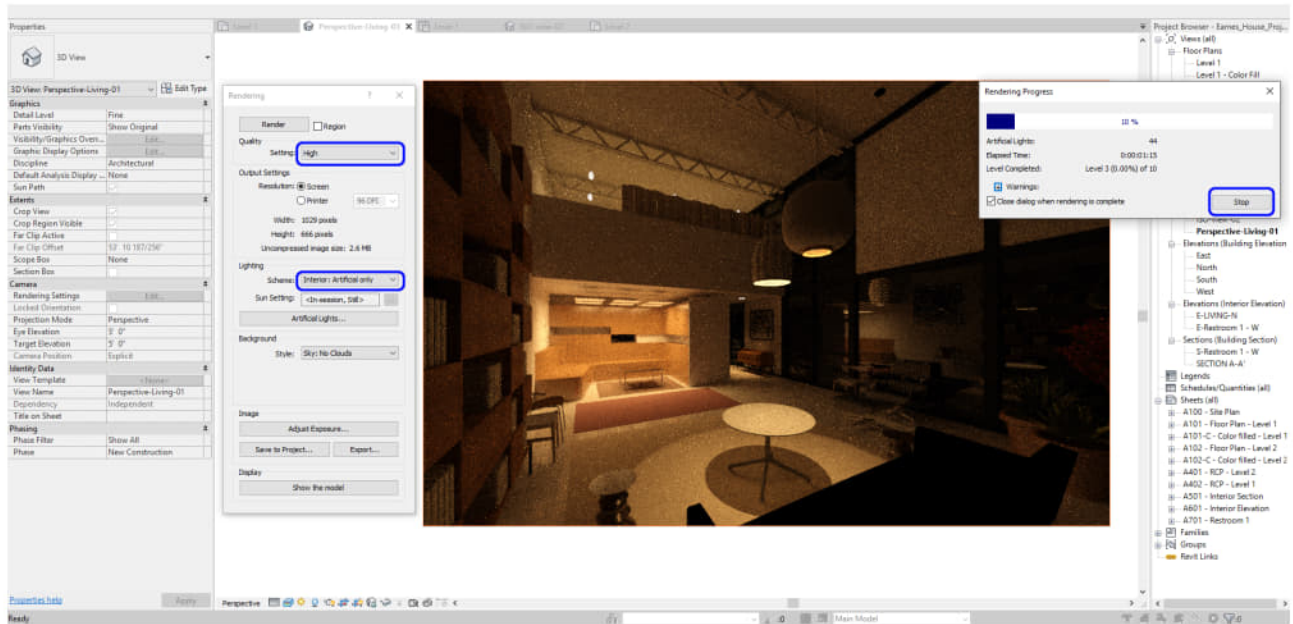 Properties
3D View
3D View: Perspective-Living-01
Edit Type
Graphics
Detail Level Fine
Parts Visibility Show Original
Visibility/Graphics Overr... Edit...
Graphic Display Options Edit...
Discipline Architectural
Default Analysis Display ... None
Sun Path
Extents
Crop View
Crop Region Visible
Far Clip Active
Far Clip Offset
Scope Box None
Section Box
Camera
Rendering Settings Edit...
Locked Orientation
Projection Mode Perspective
Eye Elevation 5' 0"
Target Elevation 5' 0"
Camera Position Explicit
Identity Data
View Template <None>
View Name Perspective-Living-01
Dependency Independent
Title on Sheet
Phasing
Phase Filter Show All
Phase New Construction
Properties help
Apply
Ready
Perspective-Living-01
Rendering ? ×
Render Region
Quality
Setting: High
Output Settings
Resolution: Screen
Printer 96 DPI
Width: 1029 pixels
Height: 666 pixels
Uncompressed image size: 2.6 MB
Lighting
Scheme: Interior: Artificial only
Sun Setting: <In-session, Still>
Artificial Lights...
Background
Style: Sky: No Clouds
Image
Adjust Exposure...
Save to Project... Export...
Display
Show the model
Perspective
:0 Main Model
Rendering Progress
10 %
Artificial Lights: 44
Elapsed Time: 0:00:01:15
Level Completed: Level 3 (0.00%) of 10
Warnings:
Close dialog when rendering is complete
Stop
Project Browser - Eames_House_Proj...
Views (all)
Floor Plans
Level 1
Level 1 - Color Fill
Perspective-Living-01
Elevations (Building Elevation
East
North
South
West
Elevations (Interior Elevation)
E-LIVING-N
E-Restroom 1 - W
Sections (Building Section)
S-Restroom 1 - W
SECTION A-A'
Legends
Schedules/Quantities (all)
Sheets (all)
A100 - Site Plan
A101 - Floor Plan - Level 1
A101-C - Color filled - Level 1
A102 - Floor Plan - Level 2
A102-C - Color filled - Level 2
A401 - RCP - Level 2
A402 - RCP - Level 1
A501 - Interior Section
A601 - Interior Elevation
A701 - Restroom 1
Families
Groups
Revit Links
:0